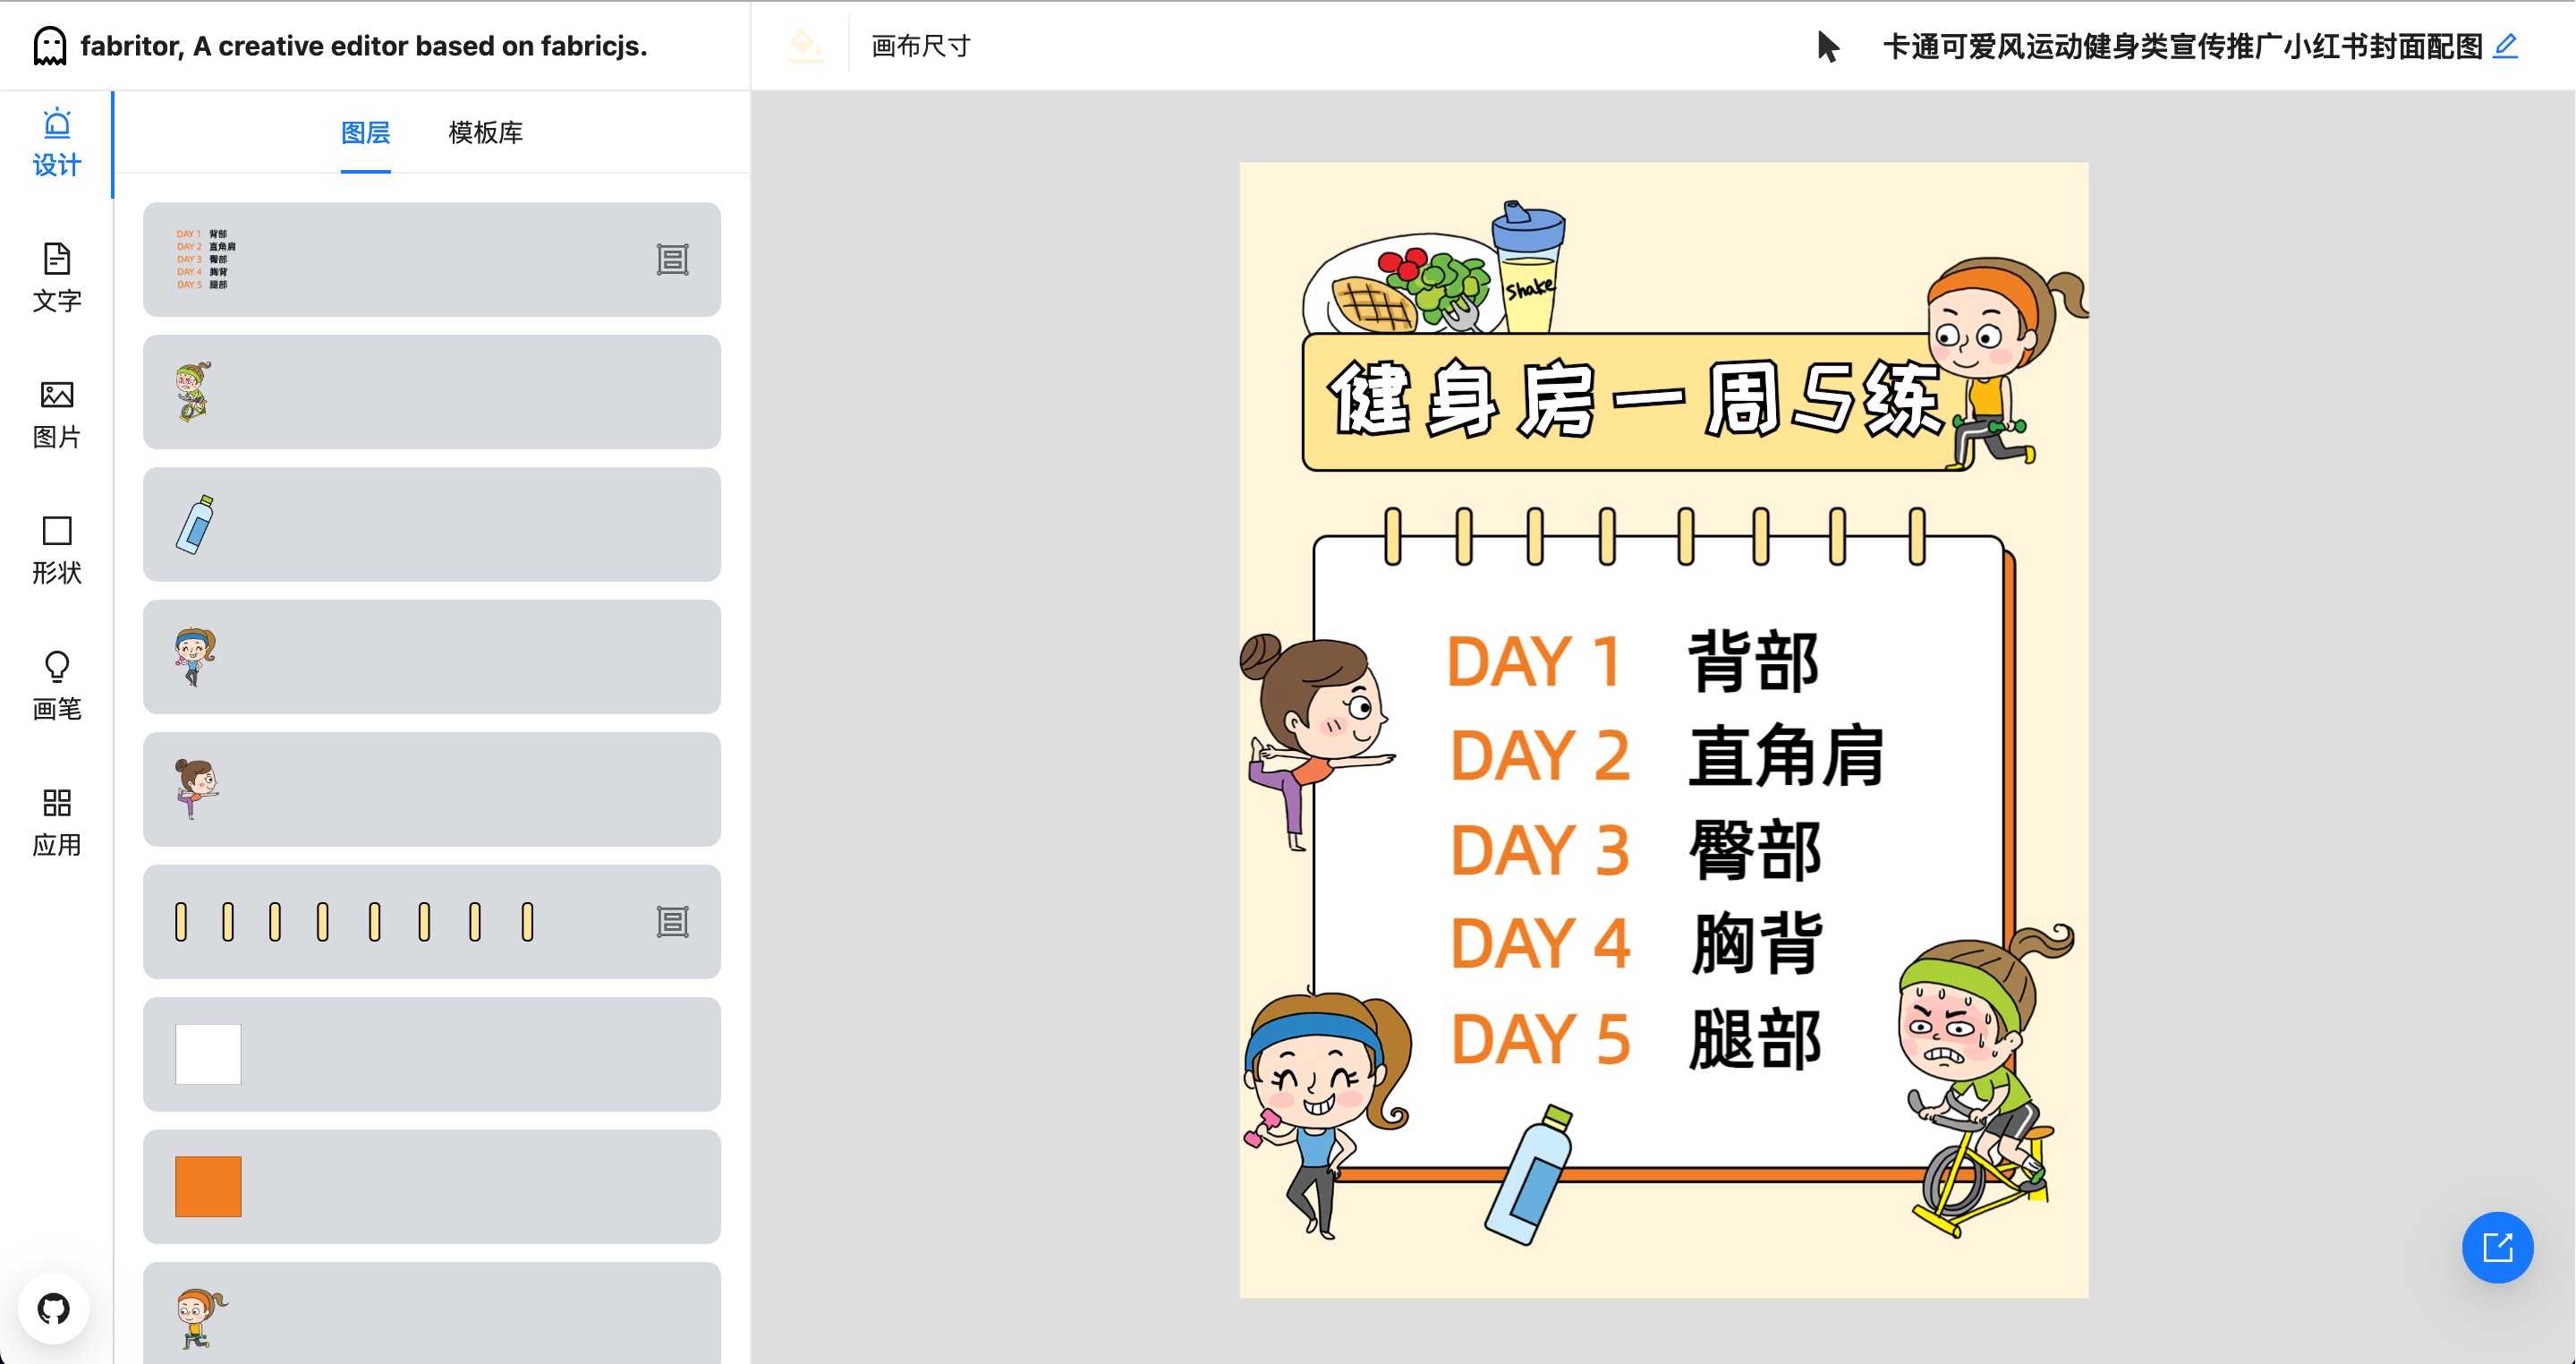 fabritor, A creative editor based on fabricjs.
画布尺寸
卡通可爱风运动健身类宣传推广小红书封面配图
设计
文字
图片
形状
画笔
应用
图层
模板库
DAY 1 背部
DAY 2 直角肩
DAY 3 臀部
DAY 4 胸背
DAY 5 腿部
Shake
健身房一周5练
DAY 1 背部
DAY 2 直角肩
DAY 3 臀部
DAY 4 胸背
DAY 5 腿部